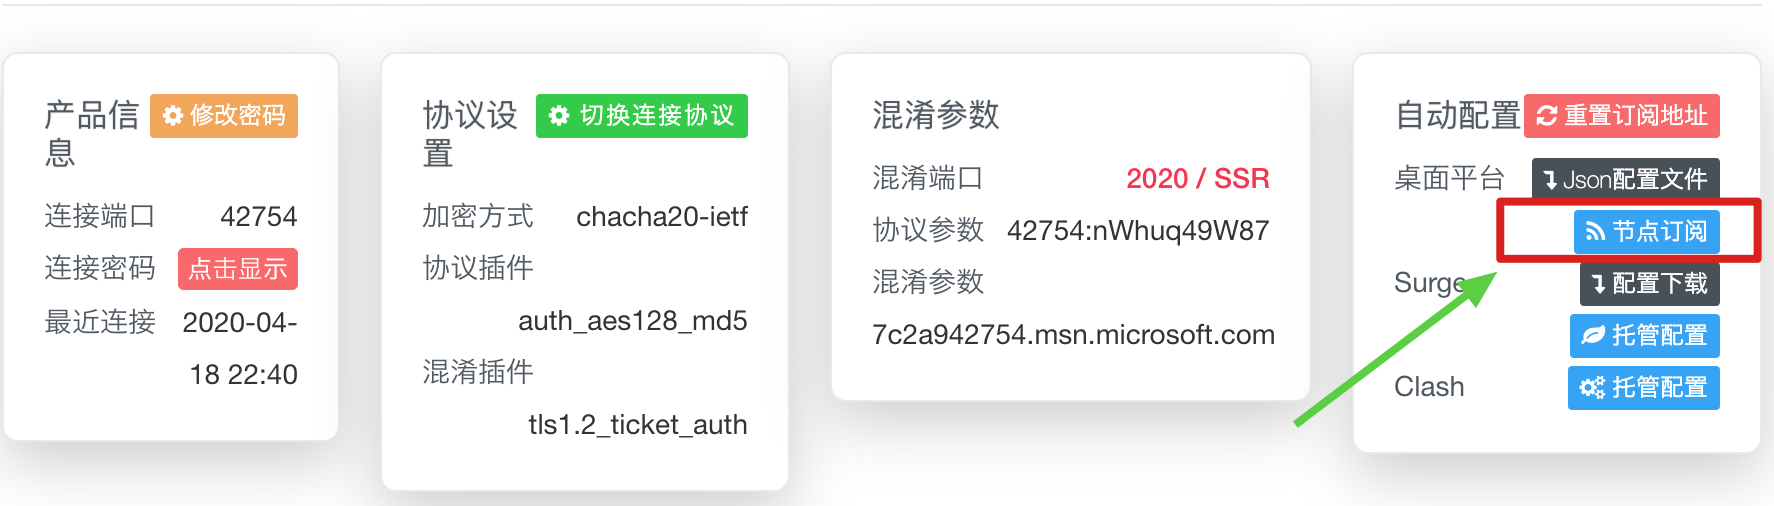 产品信
息
修改密码
连接端口 42754
连接密码 点击显示
最近连接 2020-04-
18 22:40
协议设
置
切换连接协议
加密方式 chacha20-ietf
协议插件
auth_aes128_md5
混淆插件
tls1.2_ticket_auth
混淆参数
混淆端口 2020 / SSR
协议参数 42754:nWhuq49W87
混淆参数
7c2a942754.msn.microsoft.com
自动配置 重置订阅地址
桌面平台 Json配置文件
节点订阅
Surge 配置下载
托管配置
Clash 托管配置